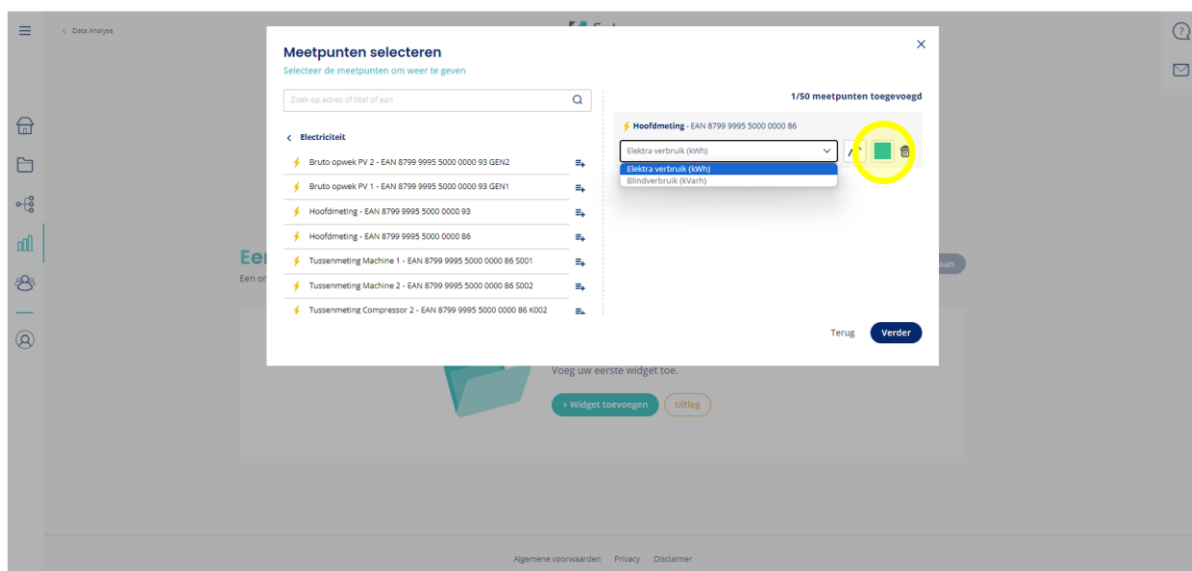 Data Analyse
Meetpunten selecteren
Selecteer de meetpunten om weer te geven
Zoek op adres of titel of ean
1/50 meetpunten toegevoegd
Electriciteit
Bruto opwek PV 2 - EAN 8799 9995 5000 0000 93 GEN2
Bruto opwek PV 1 - EAN 8799 9995 5000 0000 93 GEN1
Hoofdmeting - EAN 8799 9995 5000 0000 93
Hoofdmeting - EAN 8799 9995 5000 0000 86
Tussenmeting Machine 1 - EAN 8799 9995 5000 0000 86 S001
Tussenmeting Machine 2 - EAN 8799 9995 5000 0000 86 S002
Tussenmeting Compressor 2 - EAN 8799 9995 5000 0000 86 K002
Hoofdmeting - EAN 8799 9995 5000 0000 86
Elektra verbruik (kWh)
Elektra verbruik (kWh)
Blindverbruik (kVarh)
Terug
Verder
Voeg uw eerste widget toe.
+ Widget toevoegen
Uitleg
Algemene voorwaarden Privacy Disclaimer